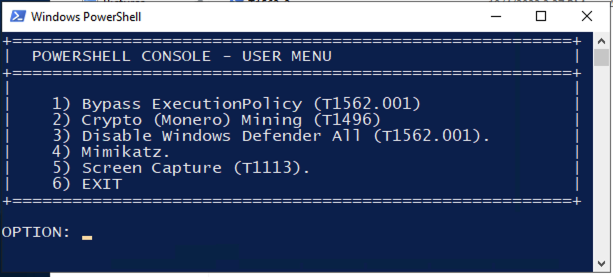 Windows PowerShell
+==================================================+
| POWERSHELL CONSOLE - USER MENU |
+==================================================+
1) Bypass ExecutionPolicy (T1562.001)
2) Crypto (Monero) Mining (T1496)
3) Disable Windows Defender All (T1562.001).
4) Mimikatz.
5) Screen Capture (T1113).
6) EXIT
+==================================================+
OPTION: